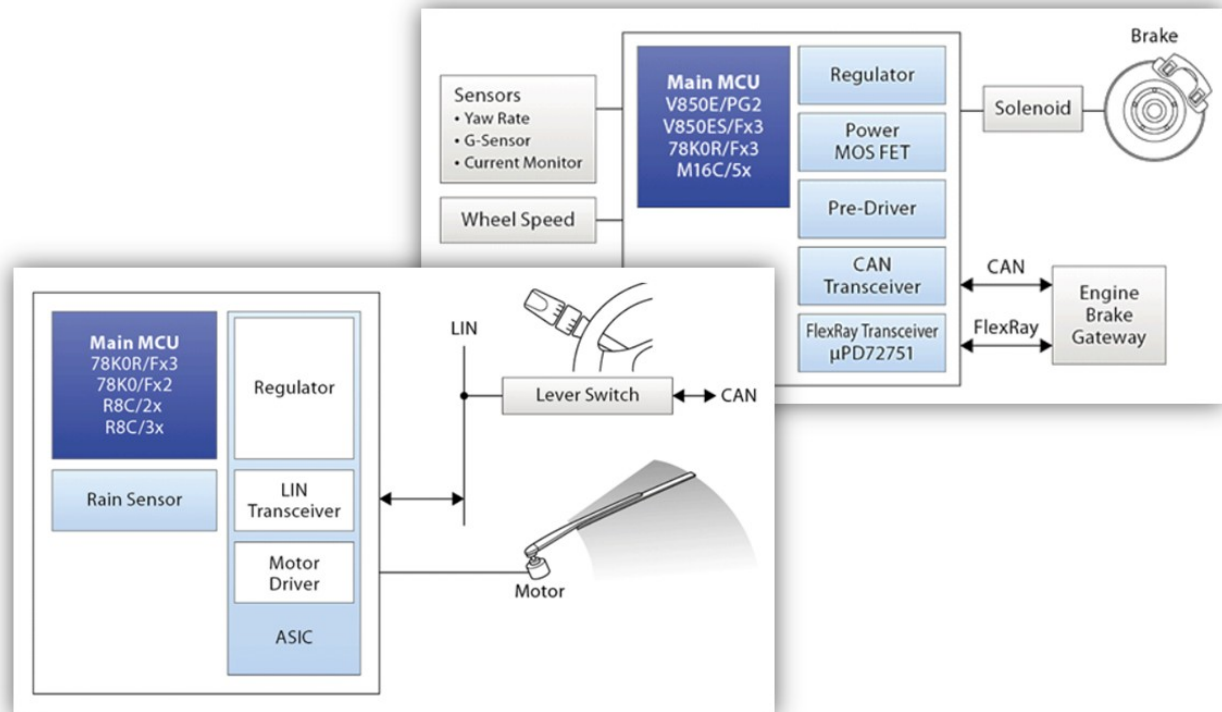 Brake
Sensors
• Yaw Rate
• G-Sensor
• Current Monitor
Wheel Speed
Main MCU
V850E/PG2
V850ES/Fx3
78K0R/Fx3
M16C/5x
Regulator
Power
MOS FET
Pre-Driver
CAN
Transceiver
FlexRay Transceiver
µPD72751
Solenoid
CAN
FlexRay
Engine
Brake
Gateway
Main MCU
78K0R/Fx3
78K0/Fx2
R8C/2x
R8C/3x
Rain Sensor
Regulator
LIN
Transceiver
Motor
Driver
ASIC
LIN
Lever Switch
CAN
Motor